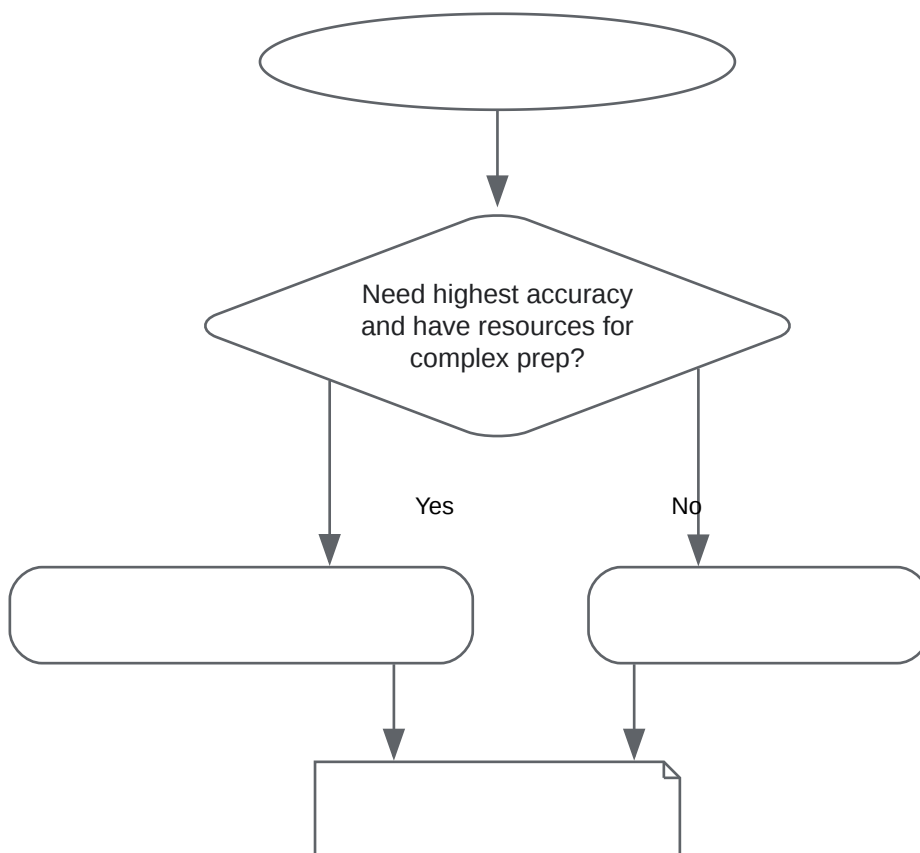 Need highest accuracy
and have resources for
complex prep?
Yes
No